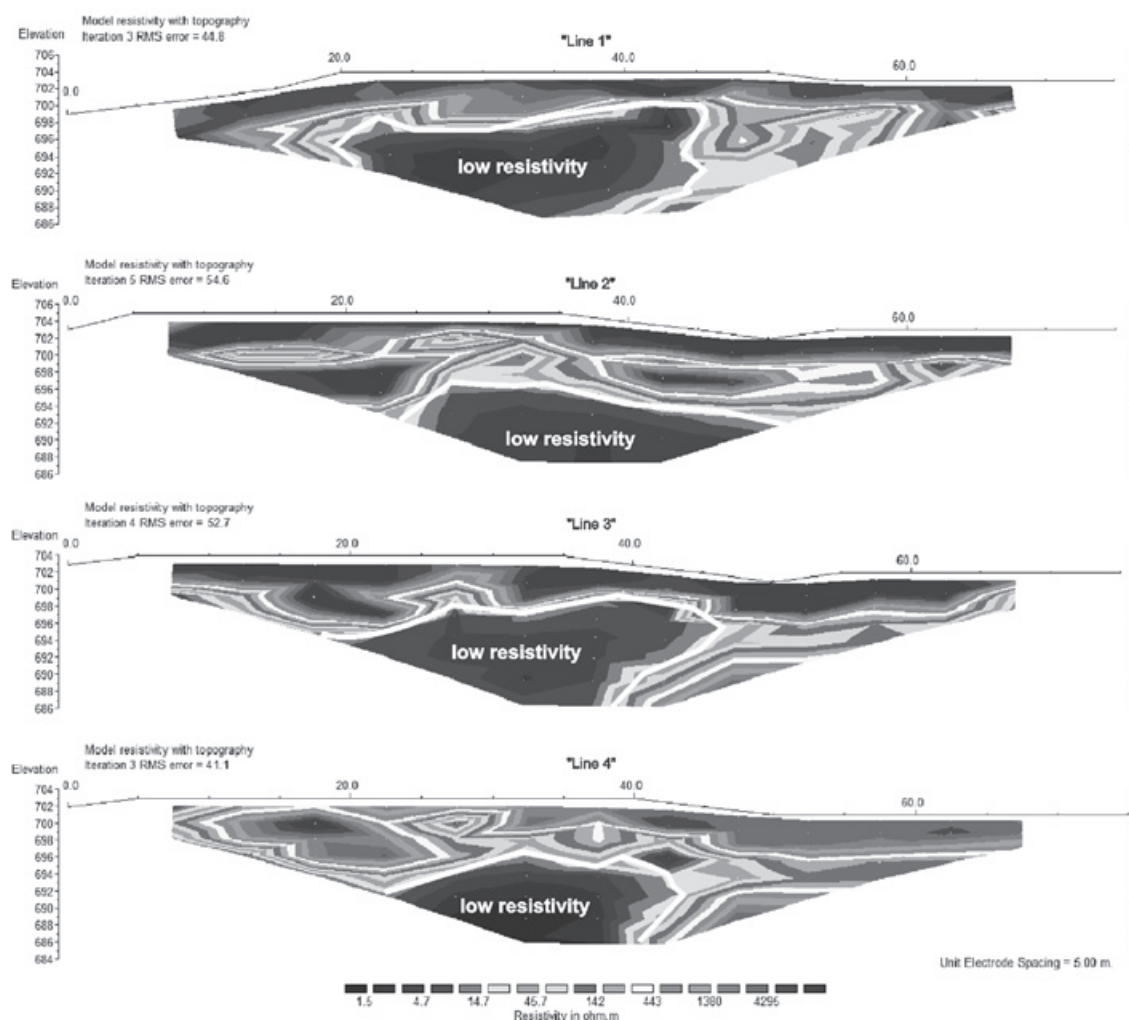 Model resistivity with topography
Iteration 3 RMS error = 44.8
Elevation
"Line 1"
0.0 20.0 40.0 60.0
706
704
702
700
698
696
694
692
690
688
686
low resistivity
Model resistivity with topography
Iteration 5 RMS error = 54.6
Elevation
"Line 2"
0.0 20.0 40.0 60.0
706
704
702
700
698
696
694
692
690
688
686
low resistivity
Model resistivity with topography
Iteration 4 RMS error = 52.7
Elevation
"Line 3"
0.0 20.0 40.0 60.0
704
702
700
698
696
694
692
690
688
686
low resistivity
Model resistivity with topography
Iteration 3 RMS error = 41.1
Elevation
"Line 4"
0.0 20.0 40.0 60.0
704
702
700
698
696
694
692
690
688
686
684
low resistivity
Unit Electrode Spacing = 5.00 m.
1.5 4.7 14.7 45.7 142 443 1380 4295
Resistivity in ohm.m